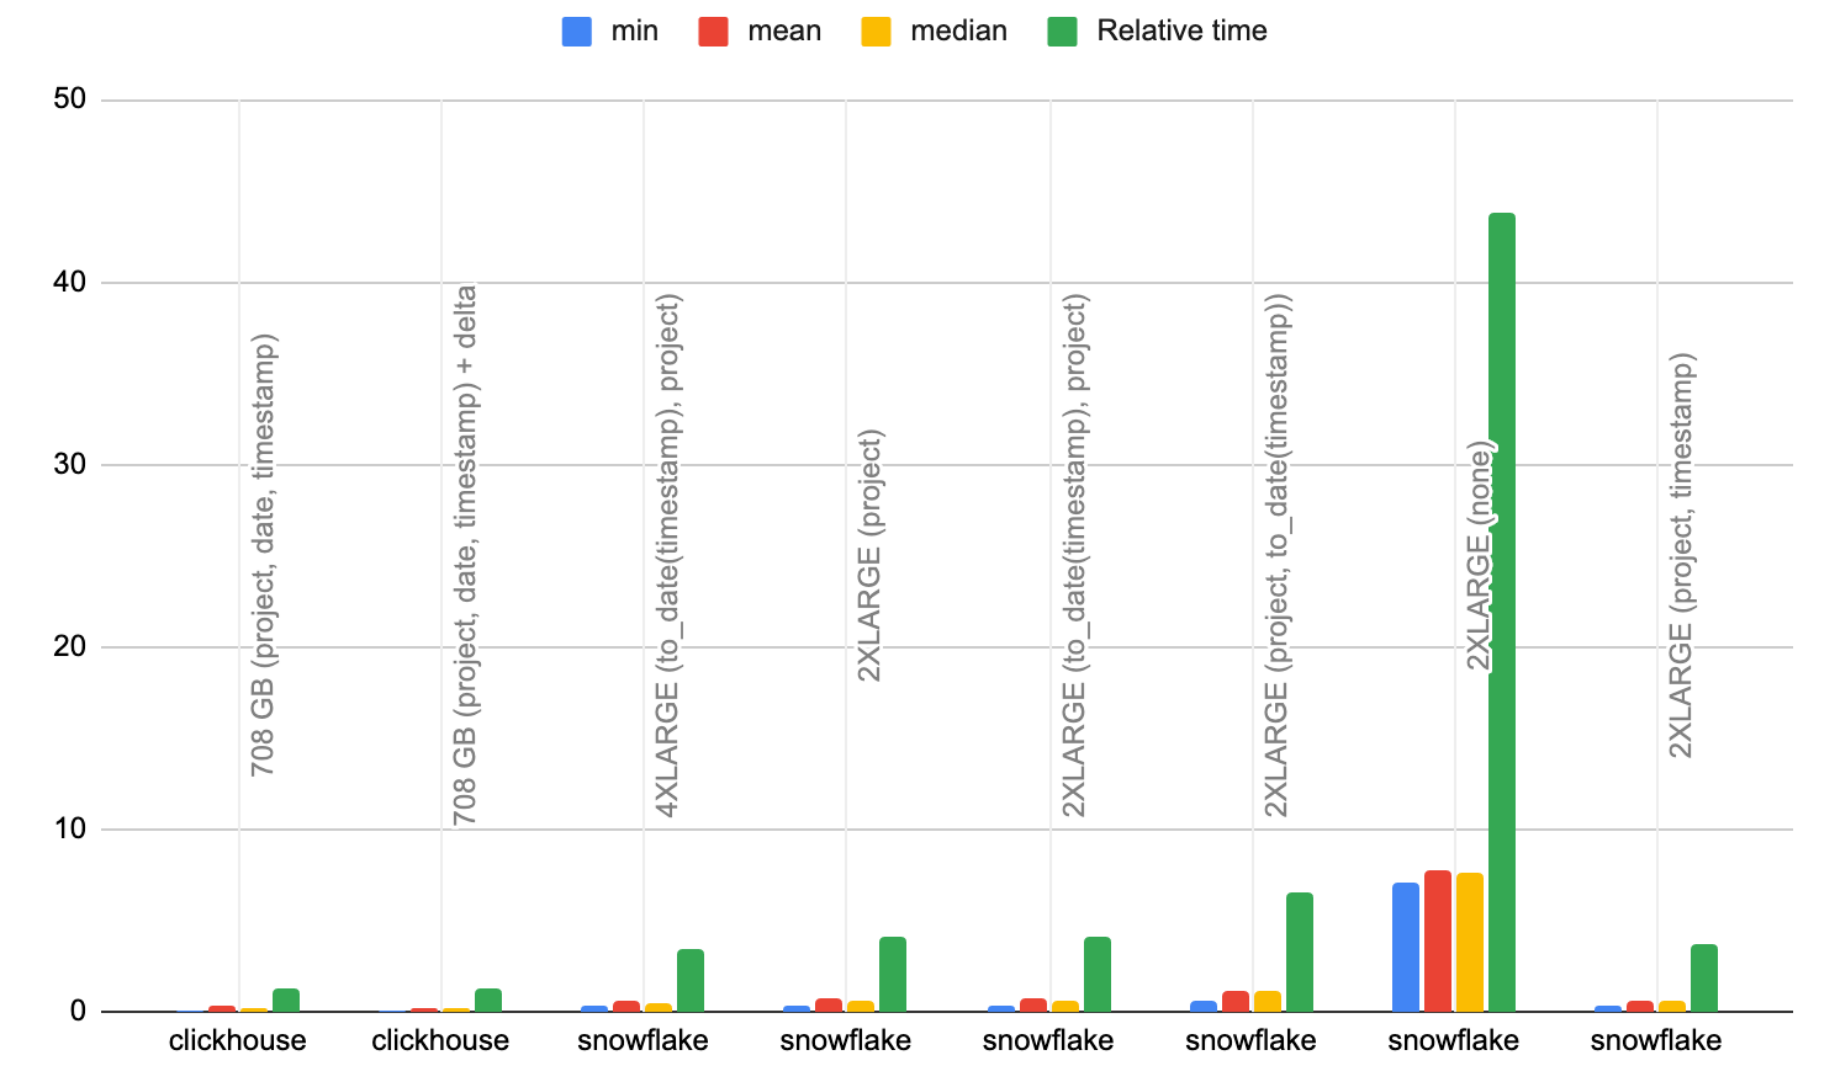 min mean median Relative time
50
40
30
20
10
0
708 GB (project, date, timestamp)
708 GB (project, date, timestamp) + delta
4XLARGE (to_date(timestamp), project)
2XLARGE (project)
2XLARGE (to_date(timestamp), project)
2XLARGE (project, to_date(timestamp))
2XLARGE (none)
2XLARGE (project, timestamp)
clickhouse clickhouse snowflake snowflake snowflake snowflake snowflake snowflake